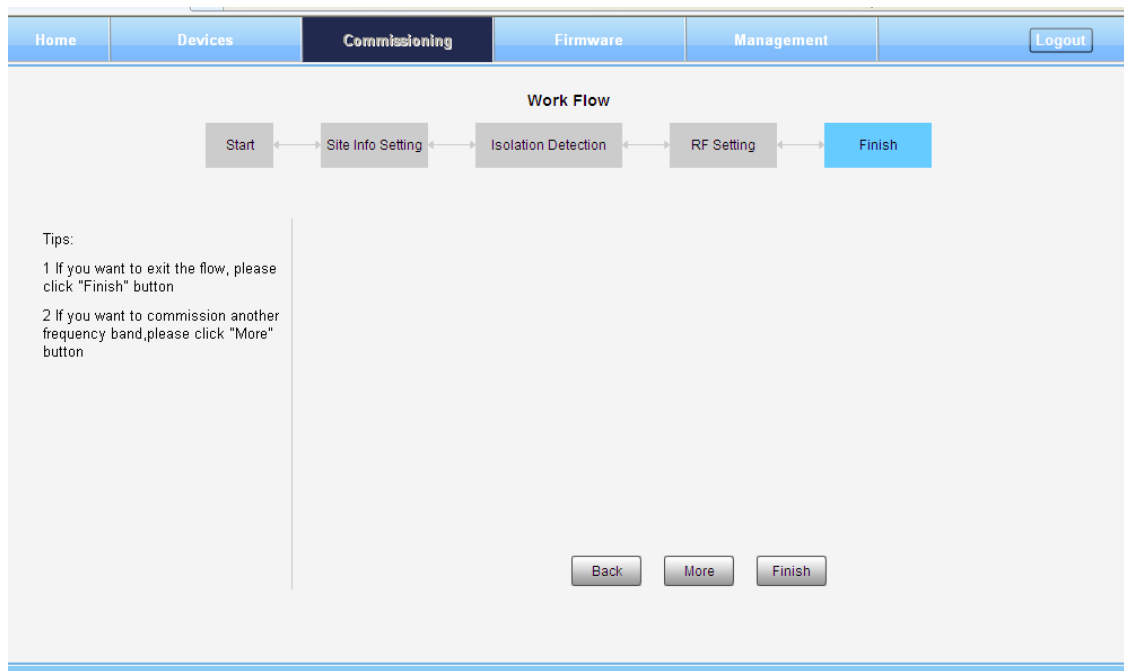 Home Devices Commissioning Firmware Management Logout
Work Flow
Start Site Info Setting Isolation Detection RF Setting Finish
Tips:
1 If you want to exit the flow, please
click "Finish" button
2 If you want to commission another
frequency band,please click "More"
button
Back More Finish